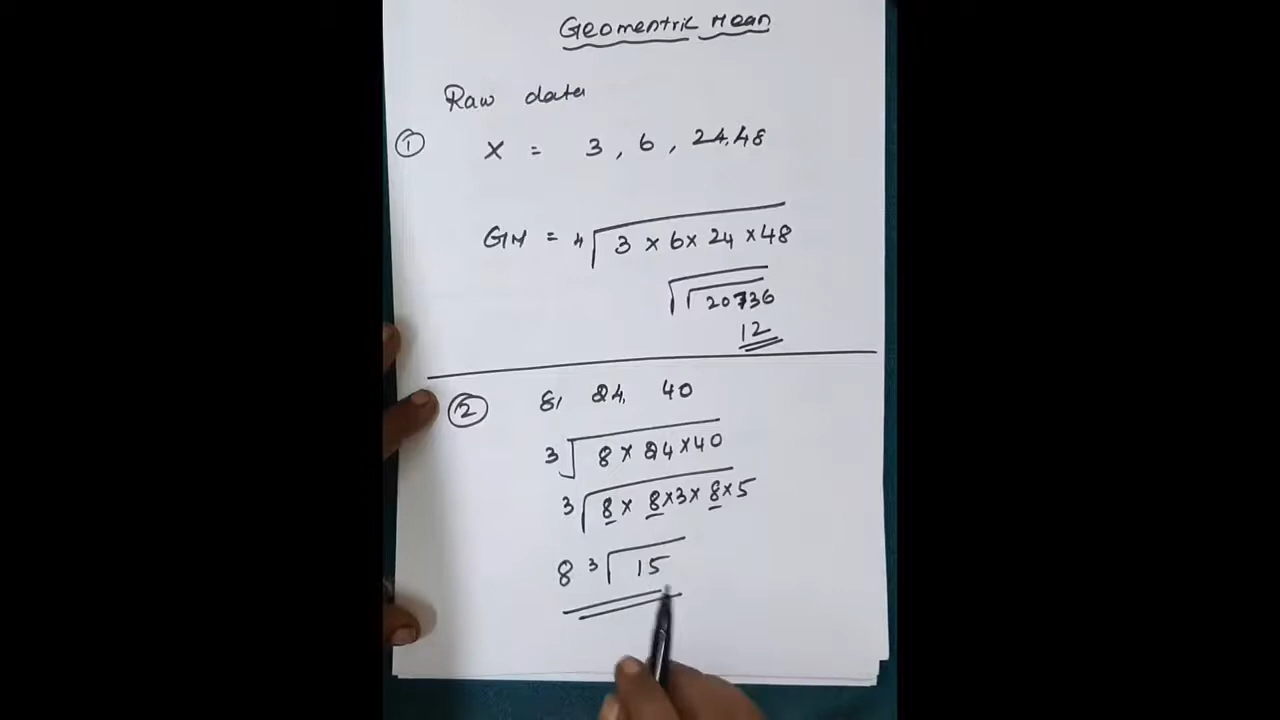 Geomentric Mean
Raw data
① X = 3, 6, 24, 48
GM = ⁴√3 × 6 × 24 × 48
√√20736
12
② 8, 24, 40
³√8 × 24 × 40
³√8 × 8 × 3 × 8 × 5
8 ³√15